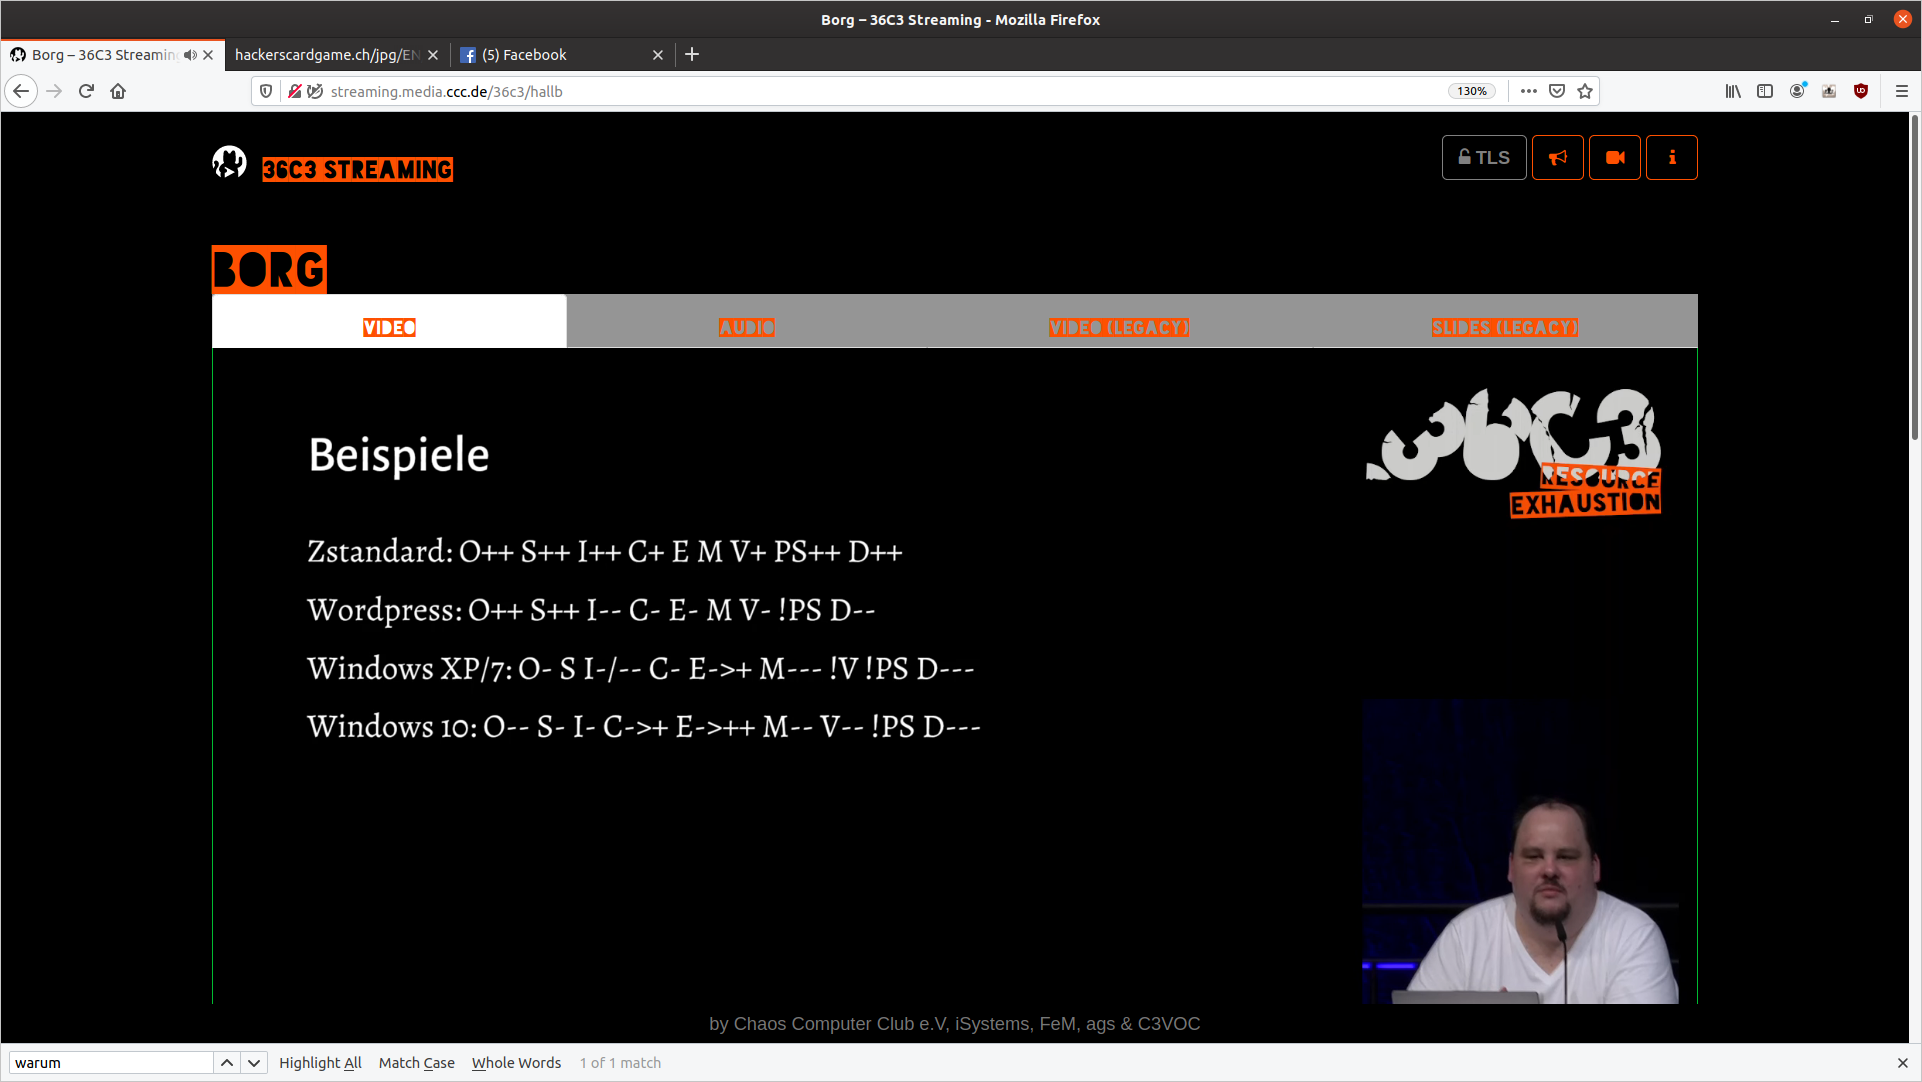 Borg – 36C3 Streaming - Mozilla Firefox
Borg – 36C3 Streaming
hackerscardgame.ch/jpg/EN
(5) Facebook
streaming.media.ccc.de/36c3/hallb
130%
36C3 STREAMING
TLS
BORG
VIDEO
AUDIO
VIDEO (LEGACY)
SLIDES (LEGACY)
36C3
RESOURCE
EXHAUSTION
Beispiele
Zstandard: O++ S++ I++ C+ E M V+ PS++ D++
Wordpress: O++ S++ I-- C- E- M V- !PS D--
Windows XP/7: O- S I-/-- C- E->+ M--- !V !PS D---
Windows 10: O-- S- I- C->+ E->++ M-- V-- !PS D---
by Chaos Computer Club e.V, iSystems, FeM, ags & C3VOC
warum
Highlight All
Match Case
Whole Words
1 of 1 match